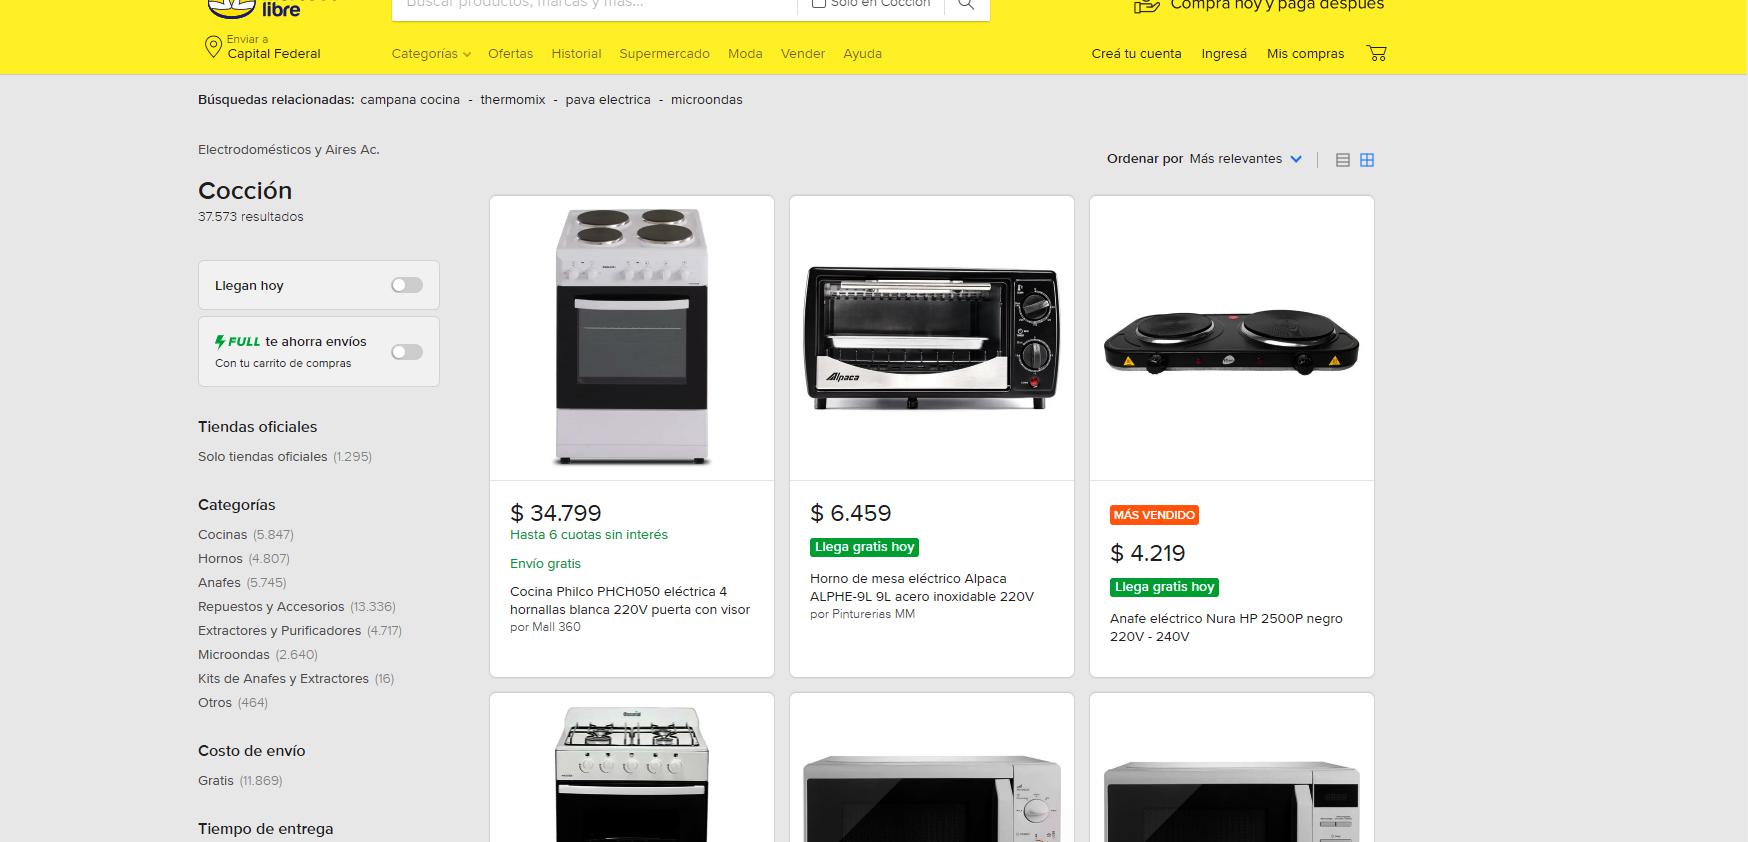 libre
Buscar productos, marcas y más...
Solo en Cocción
Compra hoy y paga después
Enviar a
Capital Federal
Categorías
Ofertas
Historial
Supermercado
Moda
Vender
Ayuda
Creá tu cuenta
Ingresá
Mis compras
Búsquedas relacionadas: campana cocina - thermomix - pava electrica - microondas
Electrodomésticos y Aires Ac.
Ordenar por Más relevantes
Cocción
37.573 resultados
Llegan hoy
FULL te ahorra envíos
Con tu carrito de compras
Tiendas oficiales
Solo tiendas oficiales (1.295)
Categorías
Cocinas (5.847)
Hornos (4.807)
Anafes (5.745)
Repuestos y Accesorios (13.336)
Extractores y Purificadores (4.717)
Microondas (2.640)
Kits de Anafes y Extractores (16)
Otros (464)
Costo de envío
Gratis (11.869)
Tiempo de entrega
$ 34.799
Hasta 6 cuotas sin interés
Envío gratis
Cocina Philco PHCH050 eléctrica 4
hornallas blanca 220V puerta con visor
por Mall 360
Alpaca
$ 6.459
Llega gratis hoy
Horno de mesa eléctrico Alpaca
ALPHE-9L 9L acero inoxidable 220V
por Pinturerias MM
MÁS VENDIDO
$ 4.219
Llega gratis hoy
Anafe eléctrico Nura HP 2500P negro
220V - 240V